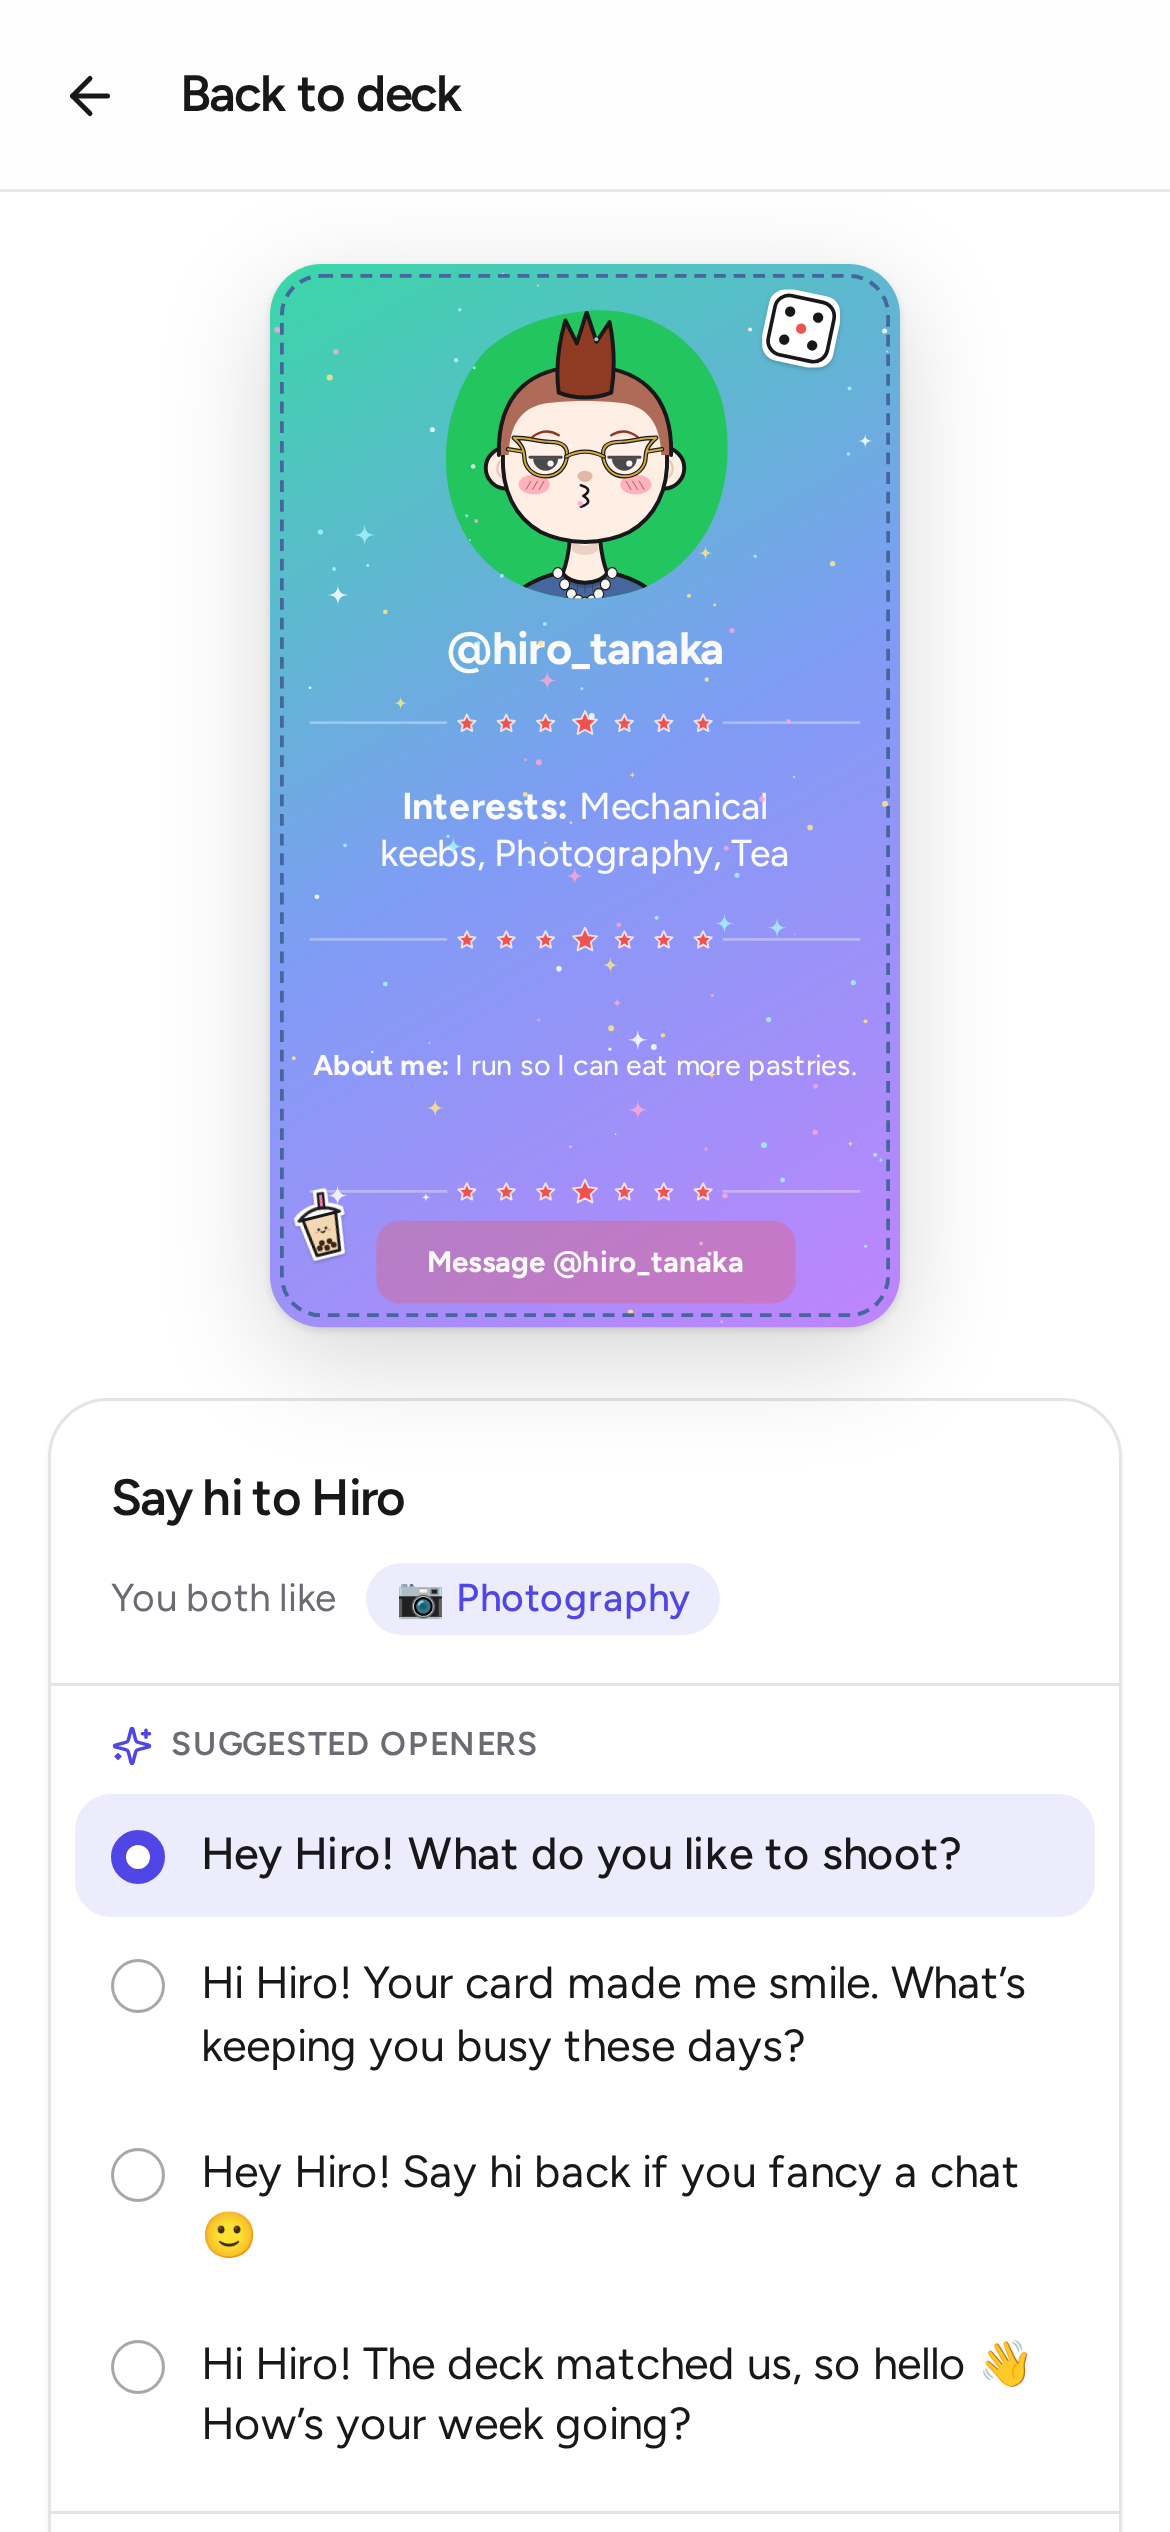 Back to deck
@hiro_tanaka
Interests: Mechanical
keebs, Photography, Tea
About me: I run so I can eat more pastries.
Message @hiro_tanaka
Say hi to Hiro
You both like 📷 Photography
SUGGESTED OPENERS
Hey Hiro! What do you like to shoot?
Hi Hiro! Your card made me smile. What’s
keeping you busy these days?
Hey Hiro! Say hi back if you fancy a chat
🙂
Hi Hiro! The deck matched us, so hello 👋
How’s your week going?